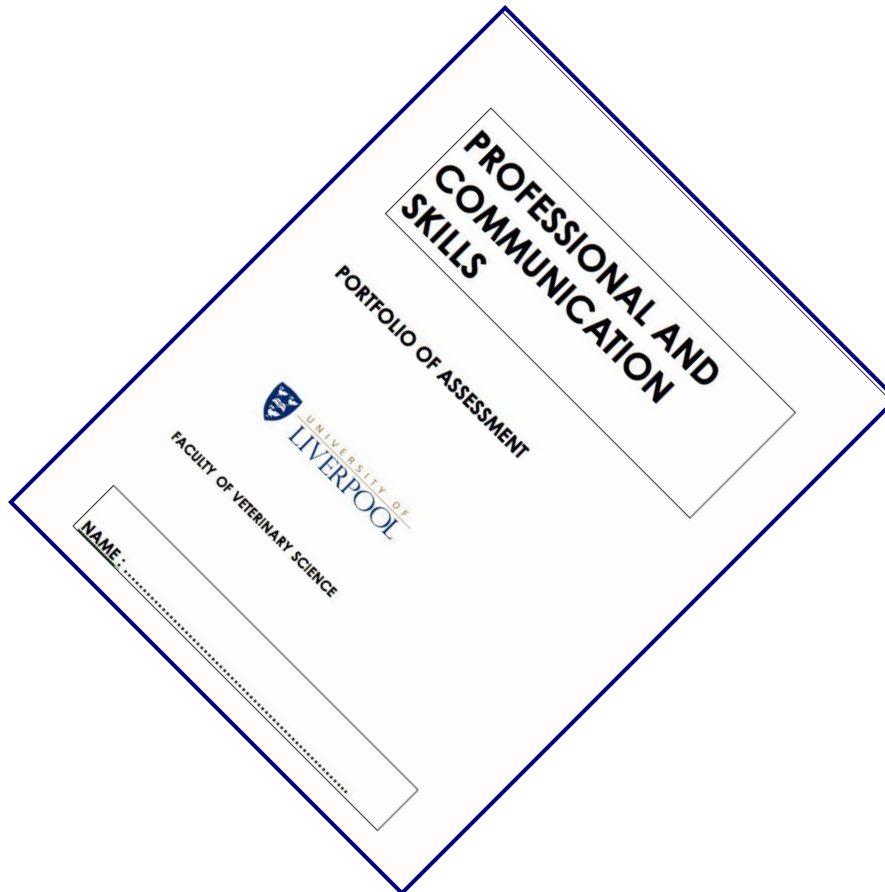 PROFESSIONAL AND
COMMUNICATION
SKILLS
PORTFOLIO OF ASSESSMENT
UNIVERSITY OF
LIVERPOOL
FACULTY OF VETERINARY SCIENCE
NAME : ......................................................